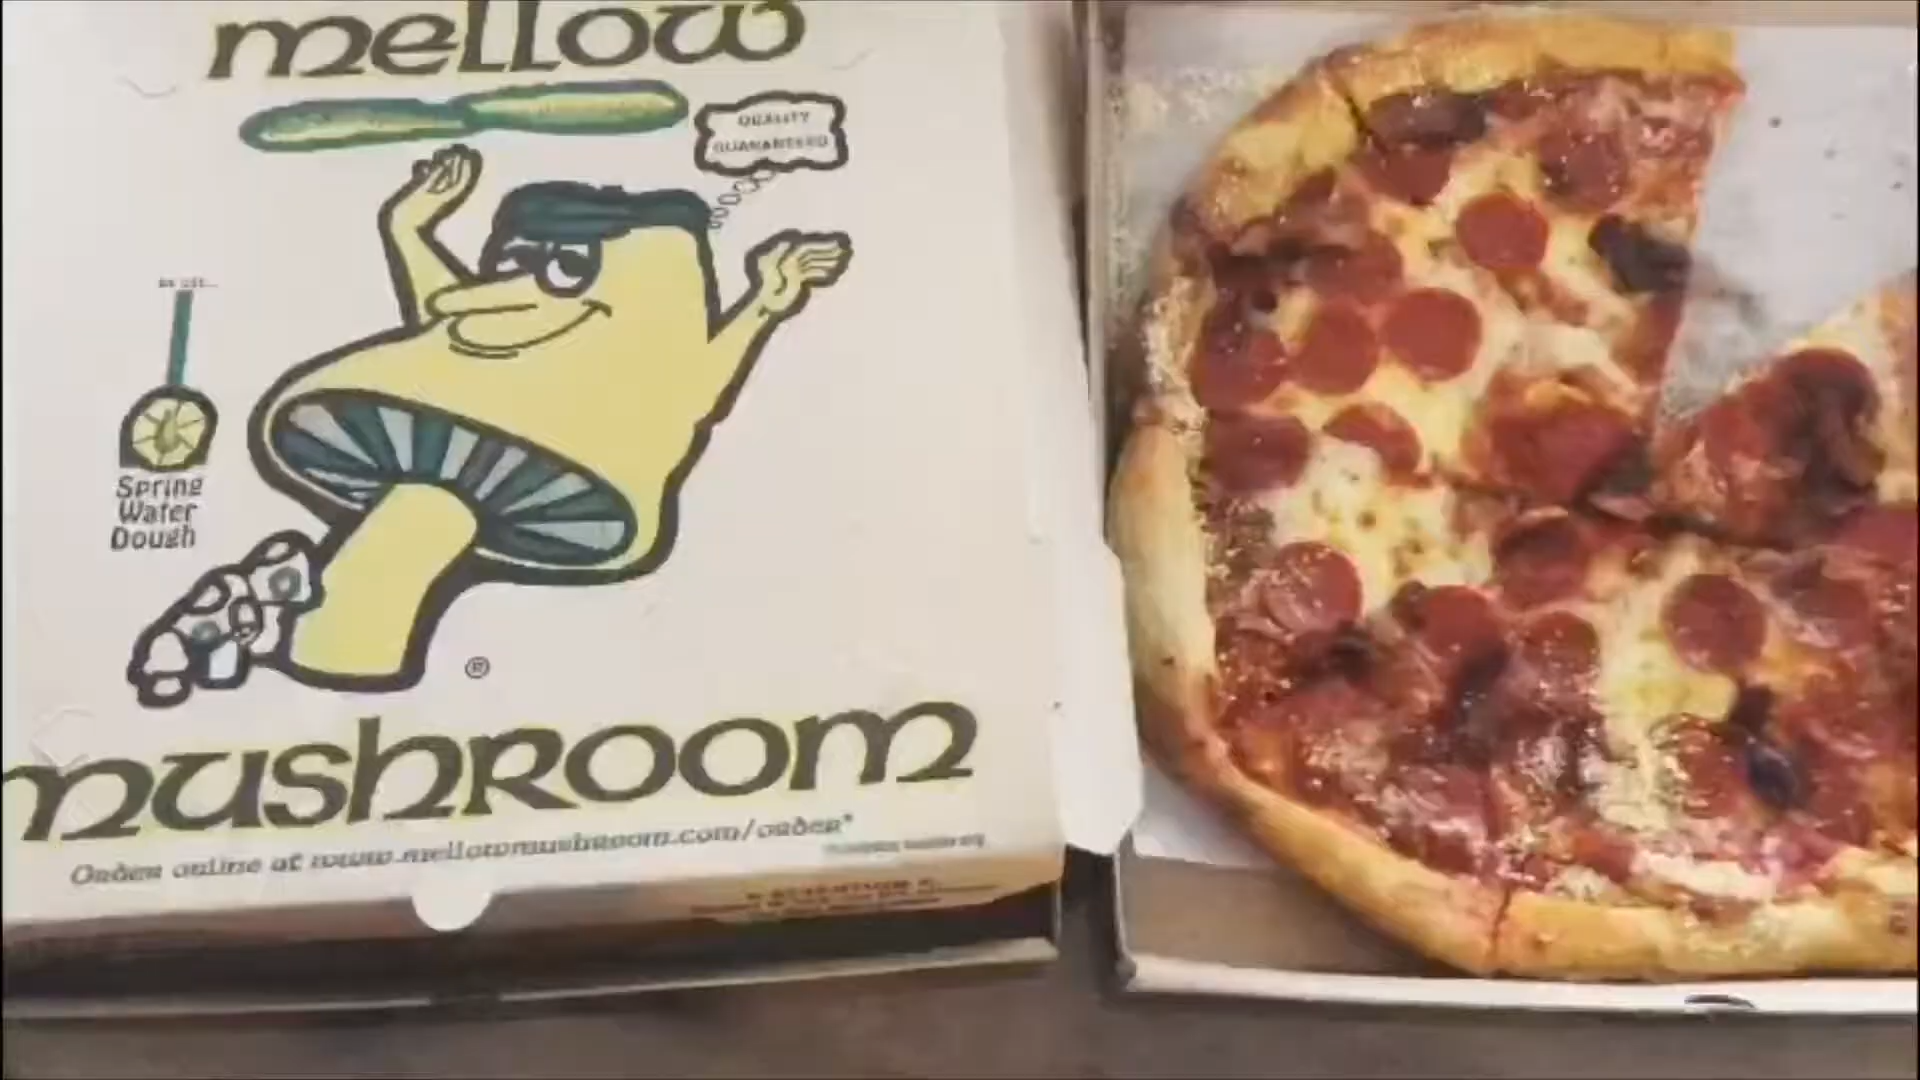 mellow
QUALITY
GUARANTEED
Spring
Water
Dough
®
mushroom
Order online at www.mellowmushroom.com/order*